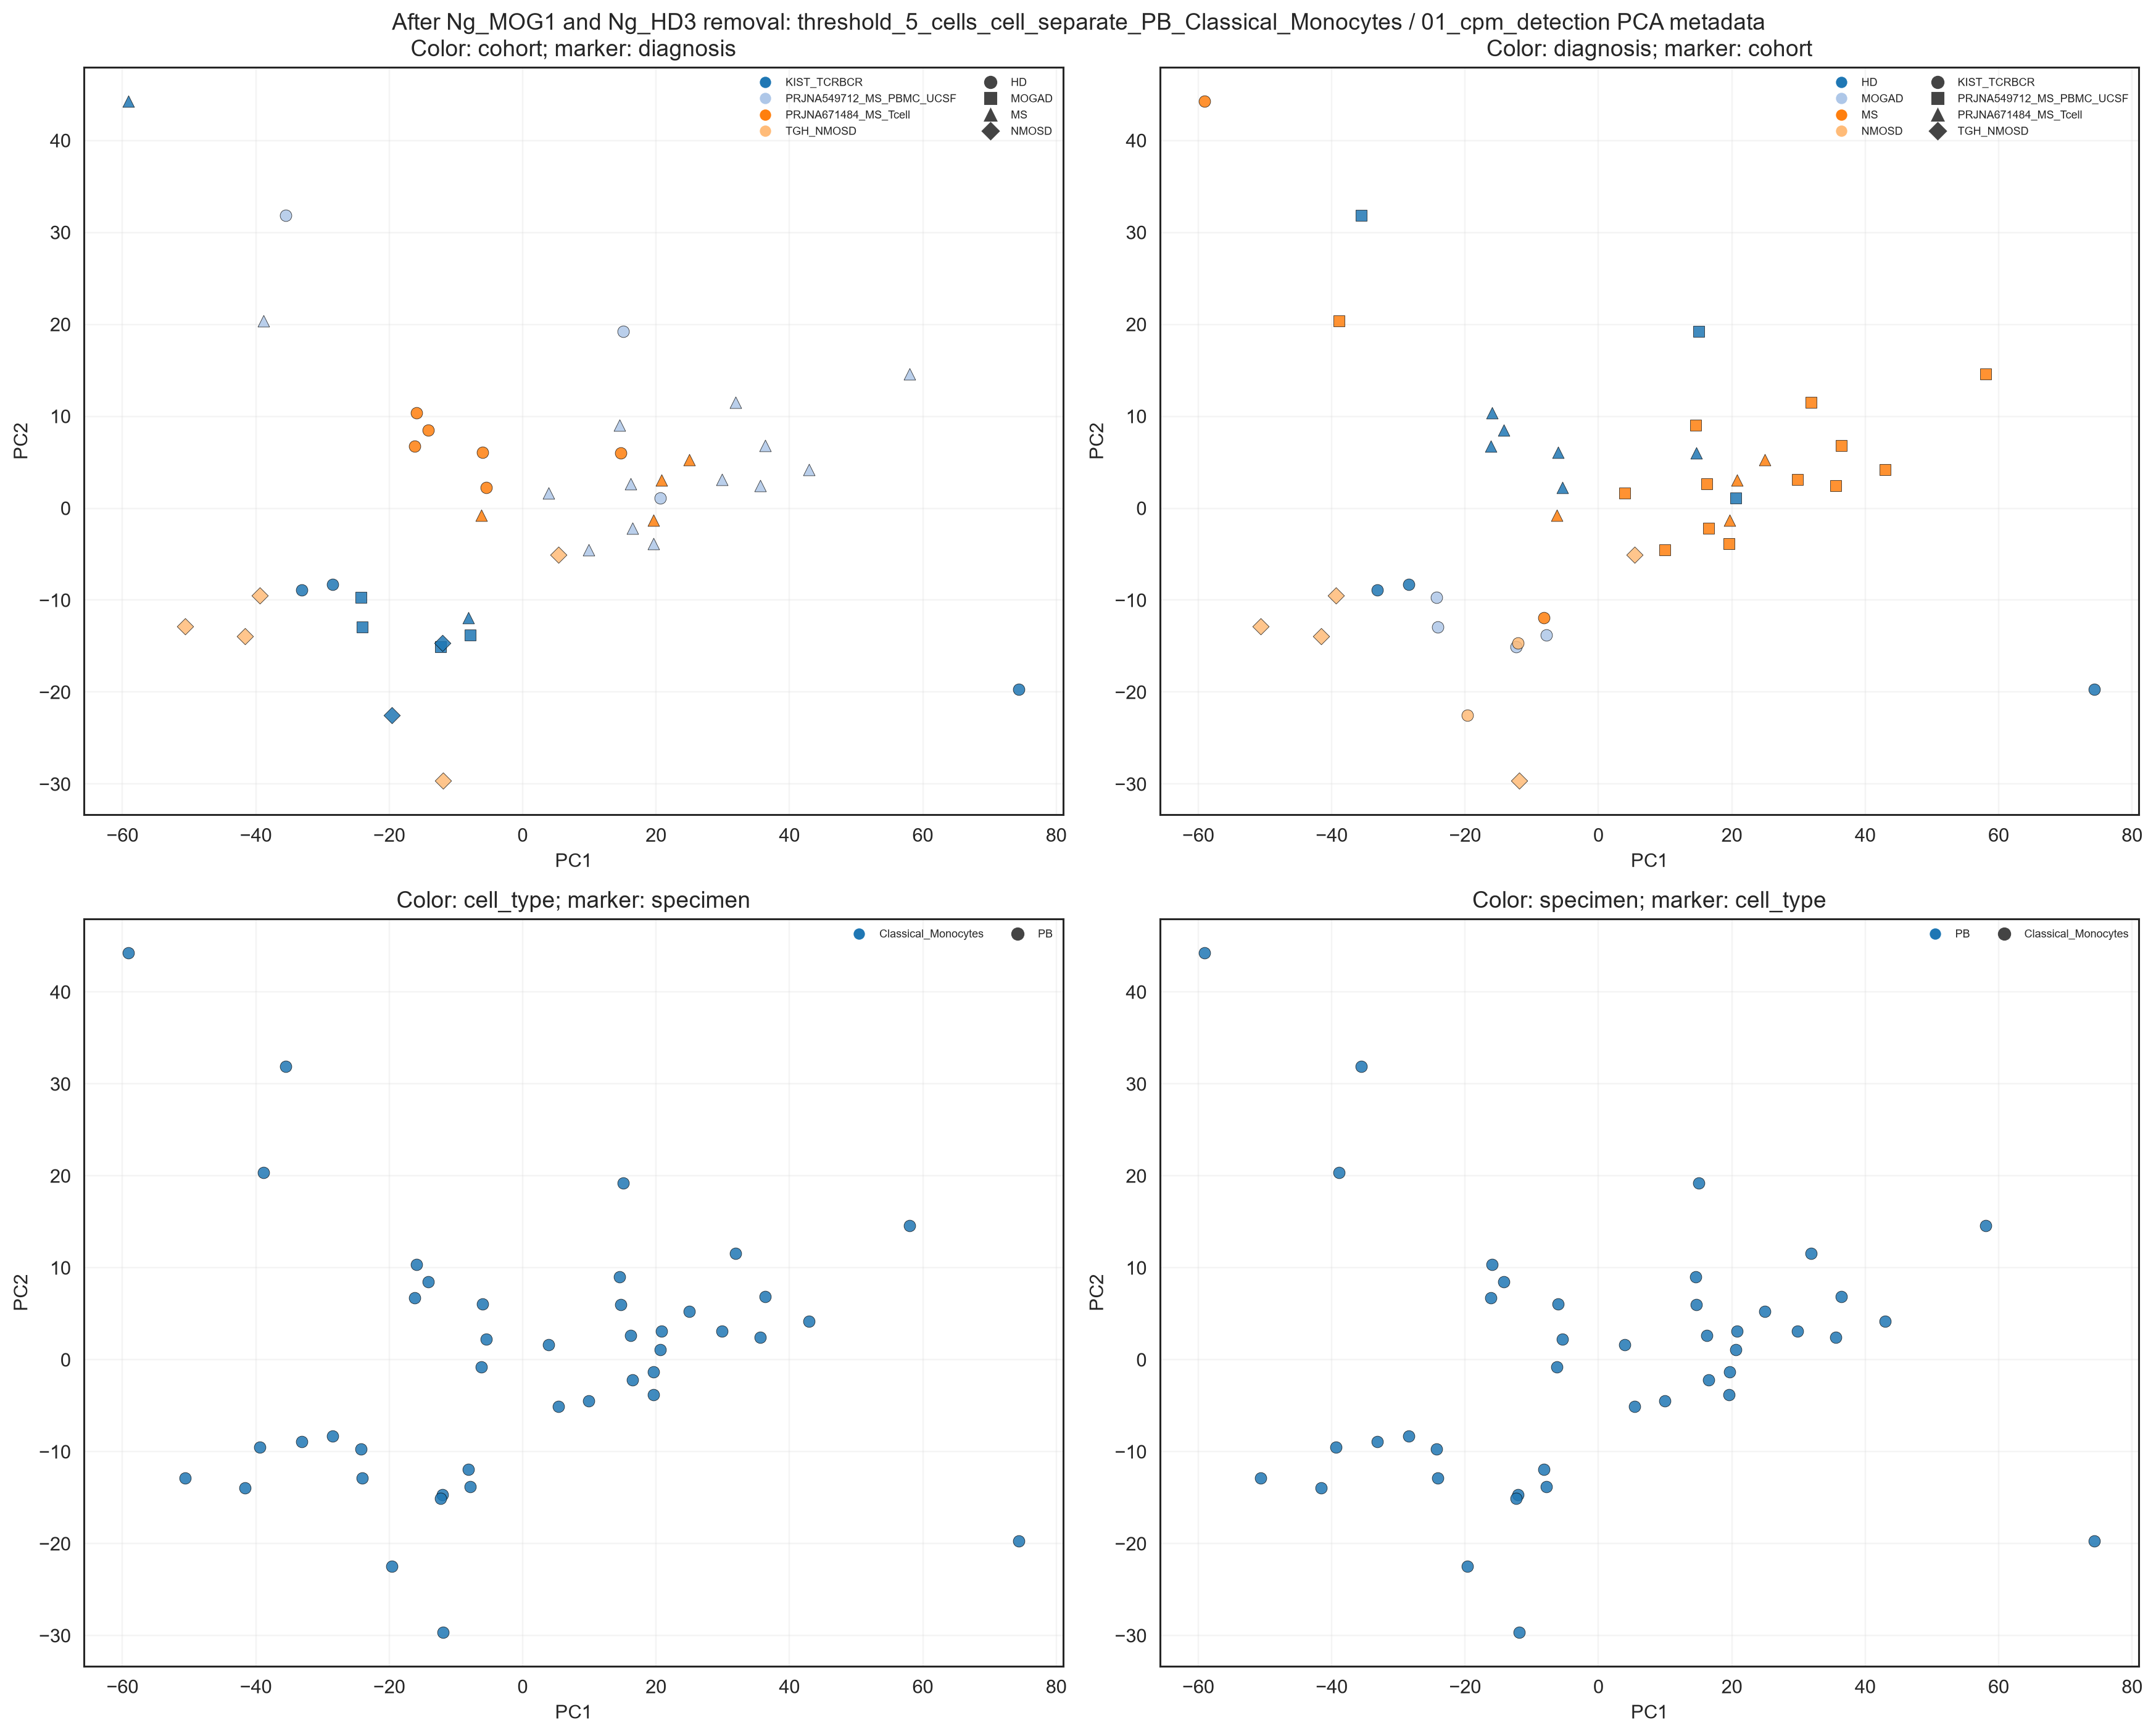 After Ng_MOG1 and Ng_HD3 removal: threshold_5_cells_cell_separate_PB_Classical_Monocytes / 01_cpm_detection PCA metadata
Color: cohort; marker: diagnosis
KIST_TCRBCR HD
PRJNA549712_MS_PBMC_UCSF MOGAD
PRJNA671484_MS_Tcell MS
TGH_NMOSD NMOSD
40
30
20
10
0
−10
−20
−30
PC2
−60 −40 −20 0 20 40 60 80
PC1
Color: diagnosis; marker: cohort
HD KIST_TCRBCR
MOGAD PRJNA549712_MS_PBMC_UCSF
MS PRJNA671484_MS_Tcell
NMOSD TGH_NMOSD
40
30
20
10
0
−10
−20
−30
PC2
−60 −40 −20 0 20 40 60 80
PC1
Color: cell_type; marker: specimen
Classical_Monocytes PB
40
30
20
10
0
−10
−20
−30
PC2
−60 −40 −20 0 20 40 60 80
PC1
Color: specimen; marker: cell_type
PB Classical_Monocytes
40
30
20
10
0
−10
−20
−30
PC2
−60 −40 −20 0 20 40 60 80
PC1